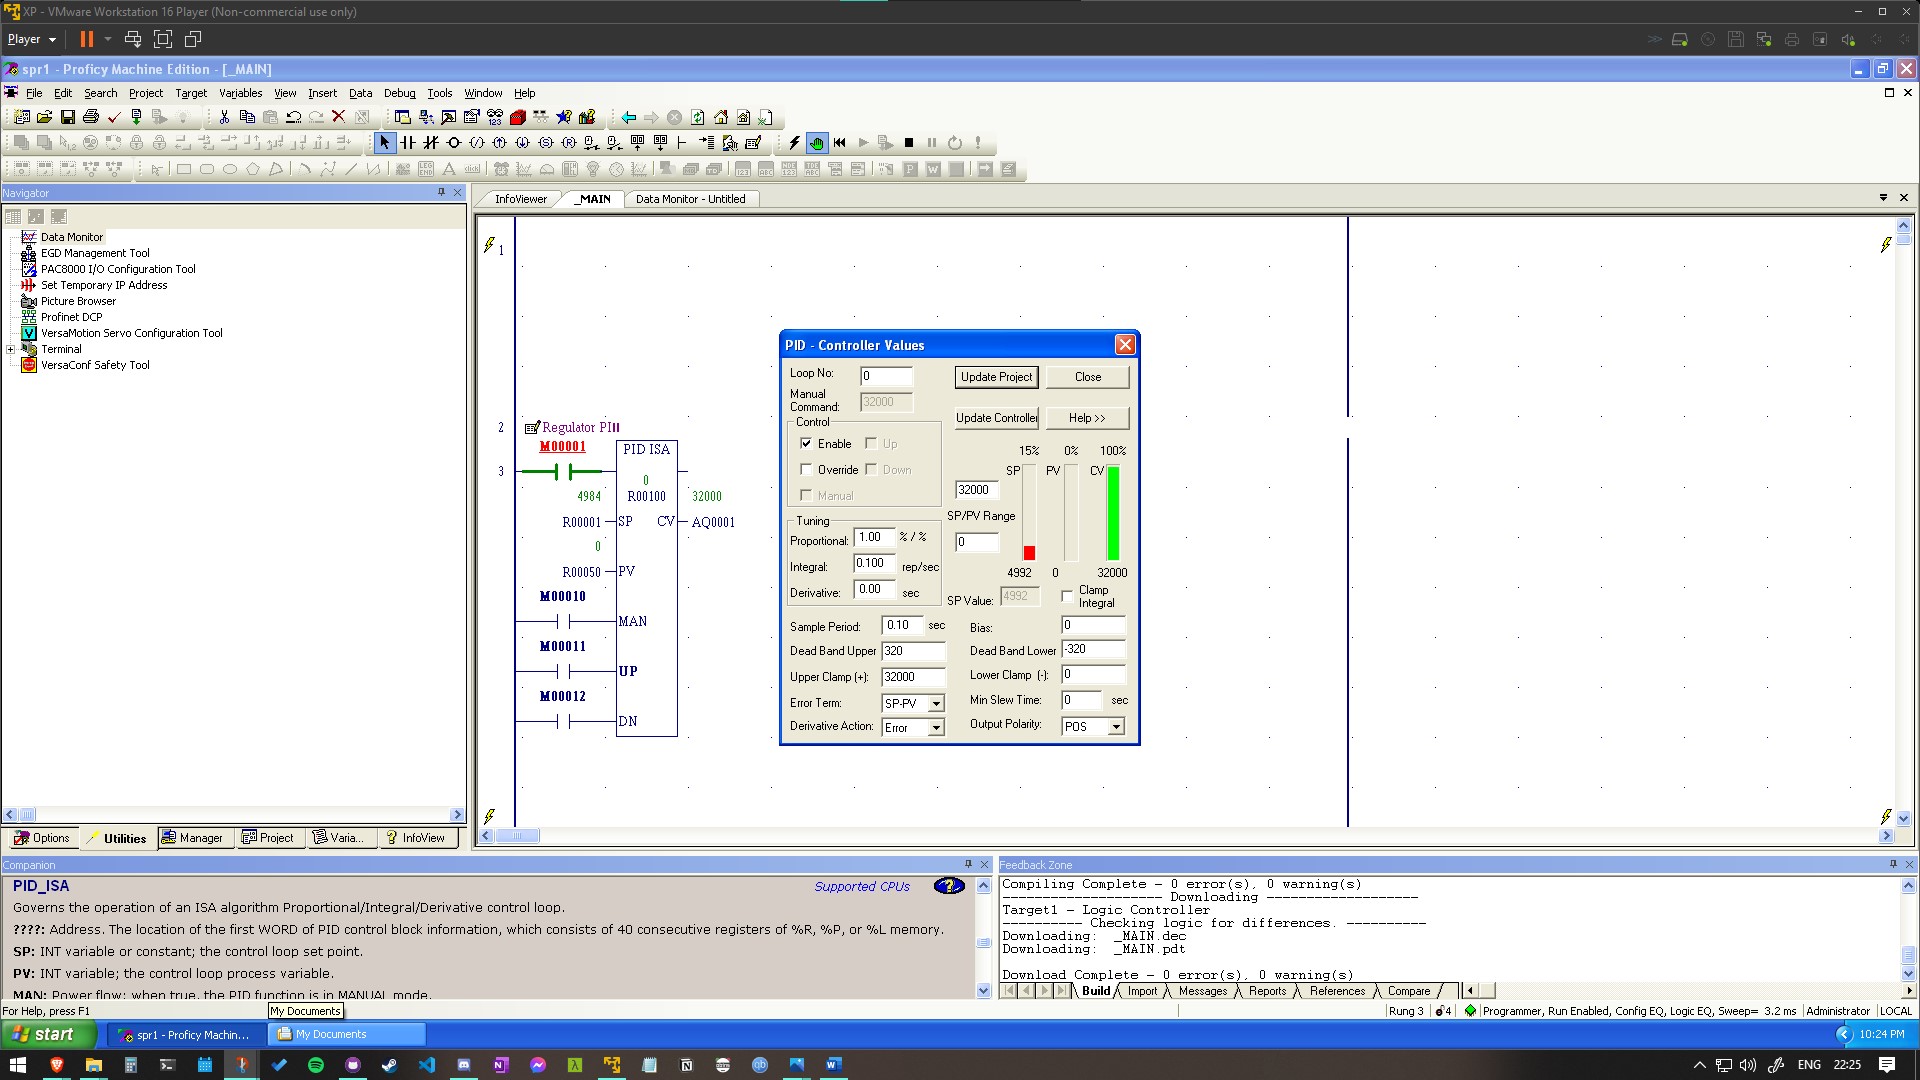 XP - VMware Workstation 16 Player (Non-commercial use only)
Player
spr1 - Proficy Machine Edition - [_MAIN]
File Edit Search Project Target Variables View Insert Data Debug Tools Window Help
Navigator
InfoViewer _MAIN Data Monitor - Untitled
Data Monitor
EGD Management Tool
PAC8000 I/O Configuration Tool
Set Temporary IP Address
Picture Browser
Profinet DCP
VersaMotion Servo Configuration Tool
Terminal
VersaConf Safety Tool
1
2 Regulator PI
M00001
3
PID ISA
0
4984 R00100 32000
R00001 SP CV AQ0001
0
R00050 PV
M00010
MAN
M00011
UP
M00012
DN
PID - Controller Values
Loop No: 0 Update Project Close
Manual Command: 32000 Update Controller Help >>
Control
Enable Up
Override Down
Manual
15% 0% 100%
SP PV CV
32000
SP/PV Range
0
4992 0 32000
Tuning
Proportional: 1.00 % / %
Integral: 0.100 rep/sec
Derivative: 0.00 sec
SP Value: 4992 Clamp Integral
Sample Period: 0.10 sec Bias: 0
Dead Band Upper 320 Dead Band Lower -320
Upper Clamp (+): 32000 Lower Clamp (-): 0
Error Term: SP-PV Min Slew Time: 0 sec
Derivative Action: Error Output Polarity: POS
Options Utilities Manager Project Varia... InfoView
Companion
PID_ISA Supported CPUs
Governs the operation of an ISA algorithm Proportional/Integral/Derivative control loop.
????: Address. The location of the first WORD of PID control block information, which consists of 40 consecutive registers of %R, %P, or %L memory.
SP: INT variable or constant; the control loop set point.
PV: INT variable; the control loop process variable.
MAN: Power flow; when true, the PID function is in MANUAL mode.
Feedback Zone
Compiling Complete - 0 error(s), 0 warning(s)
-------------------- Downloading -------------------
Target1 - Logic Controller
---------- Checking logic for differences. ----------
Downloading: _MAIN.dec
Downloading: _MAIN.pdt
Download Complete - 0 error(s), 0 warning(s)
Build Import Messages Reports References Compare
For Help, press F1
My Documents
Rung 3 4 Programmer, Run Enabled, Config EQ, Logic EQ, Sweep= 3.2 ms Administrator LOCAL
start spr1 - Proficy Machin... My Documents 10:24 PM
ENG 22:25